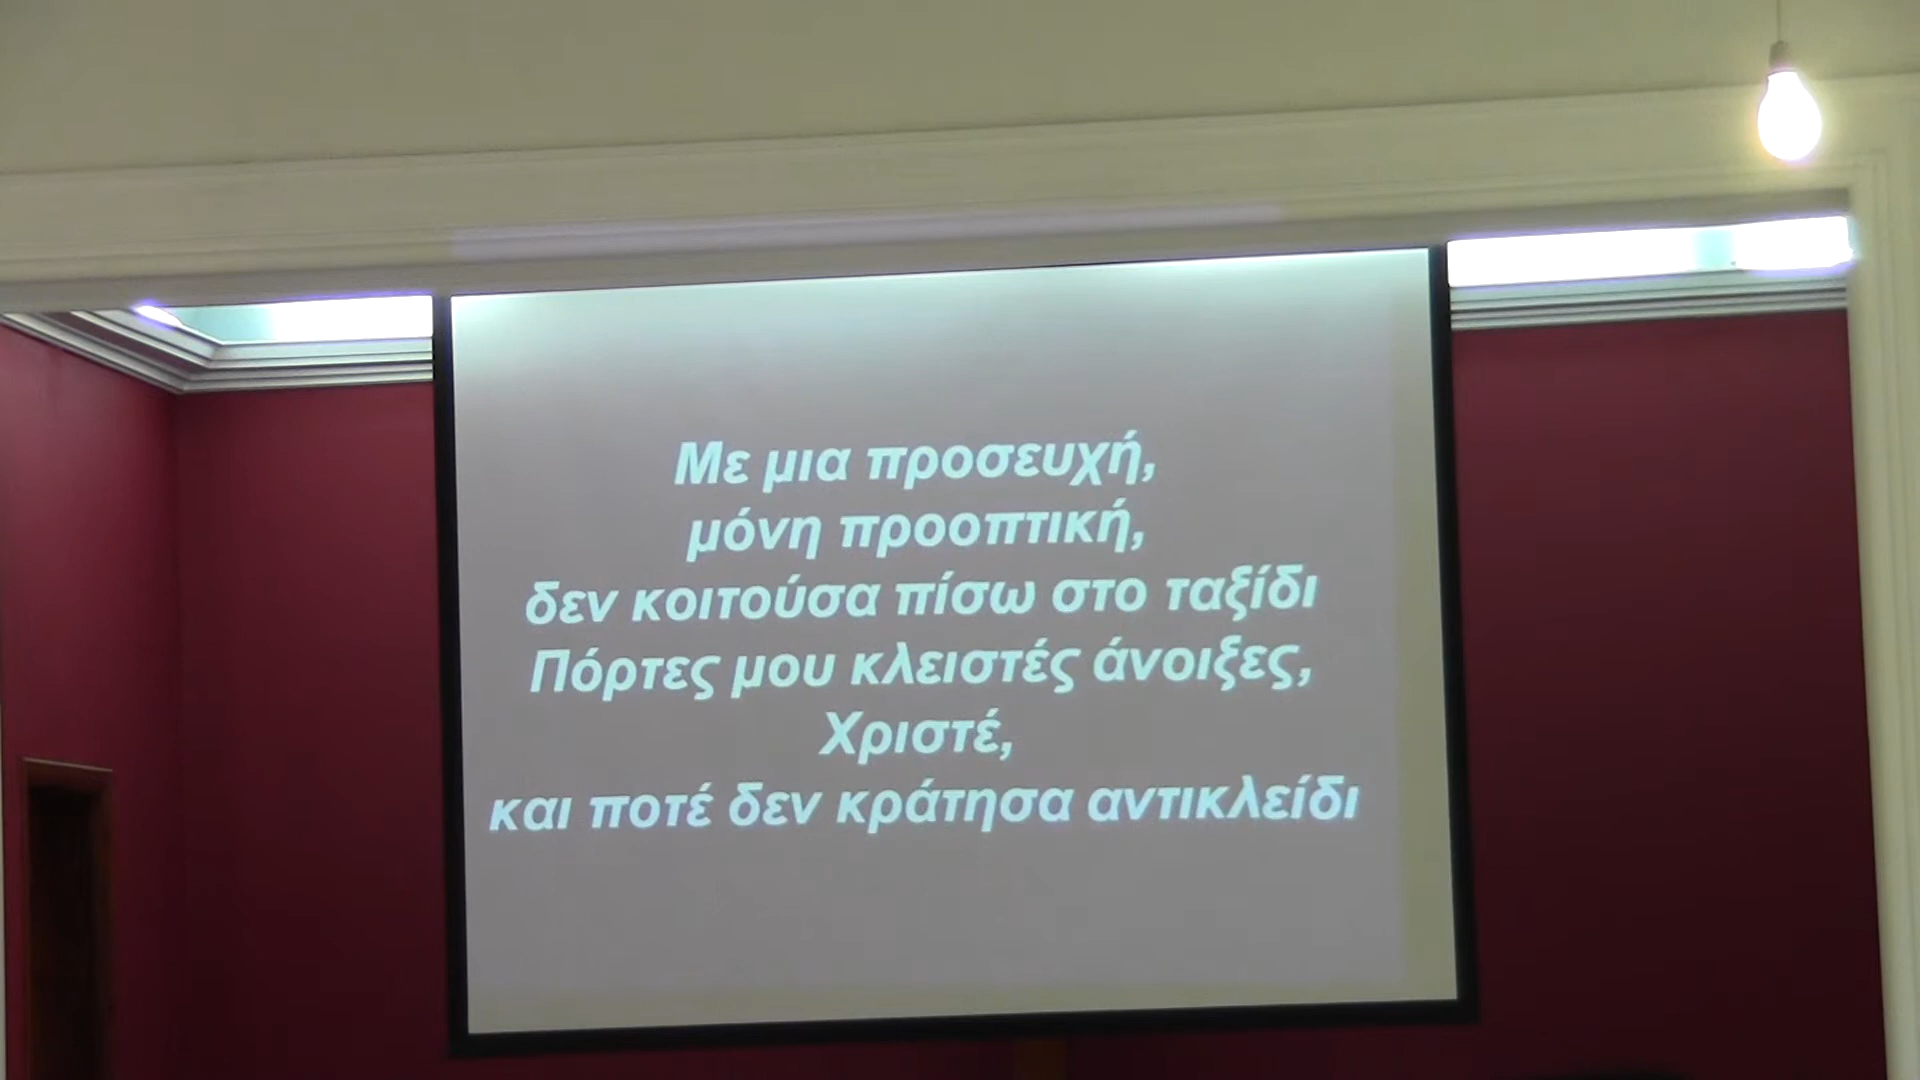 Με μια προσευχή,
μόνη προοπτική,
δεν κοιτούσα πίσω στο ταξίδι
Πόρτες μου κλειστές άνοιξες,
Χριστέ,
και ποτέ δεν κράτησα αντικλείδι